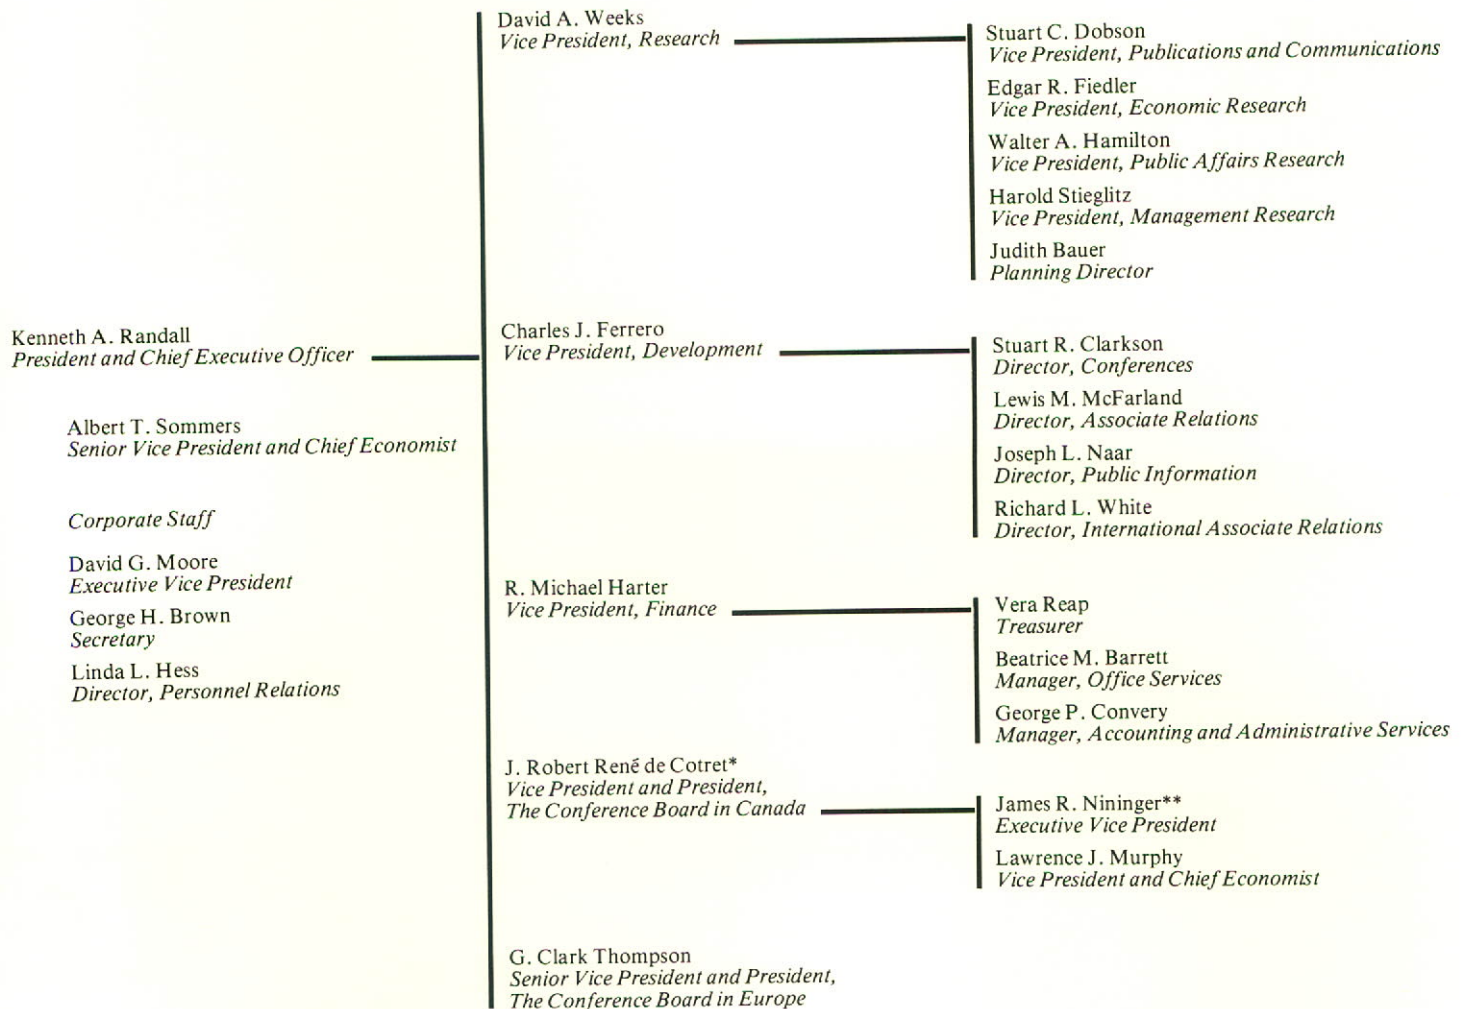 Kenneth A. Randall
President and Chief Executive Officer
Albert T. Sommers
Senior Vice President and Chief Economist
Corporate Staff
David G. Moore
Executive Vice President
George H. Brown
Secretary
Linda L. Hess
Director, Personnel Relations
David A. Weeks
Vice President, Research
Stuart C. Dobson
Vice President, Publications and Communications
Edgar R. Fiedler
Vice President, Economic Research
Walter A. Hamilton
Vice President, Public Affairs Research
Harold Stieglitz
Vice President, Management Research
Judith Bauer
Planning Director
Charles J. Ferrero
Vice President, Development
Stuart R. Clarkson
Director, Conferences
Lewis M. McFarland
Director, Associate Relations
Joseph L. Naar
Director, Public Information
Richard L. White
Director, International Associate Relations
R. Michael Harter
Vice President, Finance
Vera Reap
Treasurer
Beatrice M. Barrett
Manager, Office Services
George P. Convery
Manager, Accounting and Administrative Services
J. Robert René de Cotret*
Vice President and President,
The Conference Board in Canada
James R. Nininger**
Executive Vice President
Lawrence J. Murphy
Vice President and Chief Economist
G. Clark Thompson
Senior Vice President and President,
The Conference Board in Europe